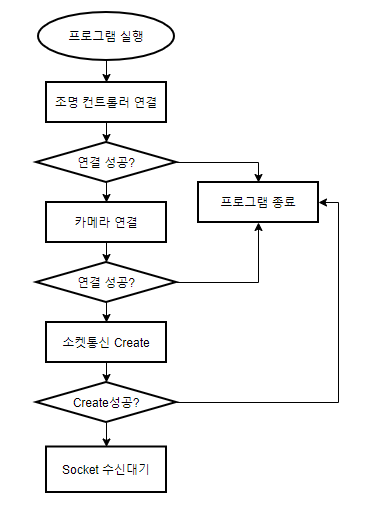 프로그램 실행
조명 컨트롤러 연결
연결 성공?
프로그램 종료
카메라 연결
연결 성공?
소켓통신 Create
Create성공?
Socket 수신대기